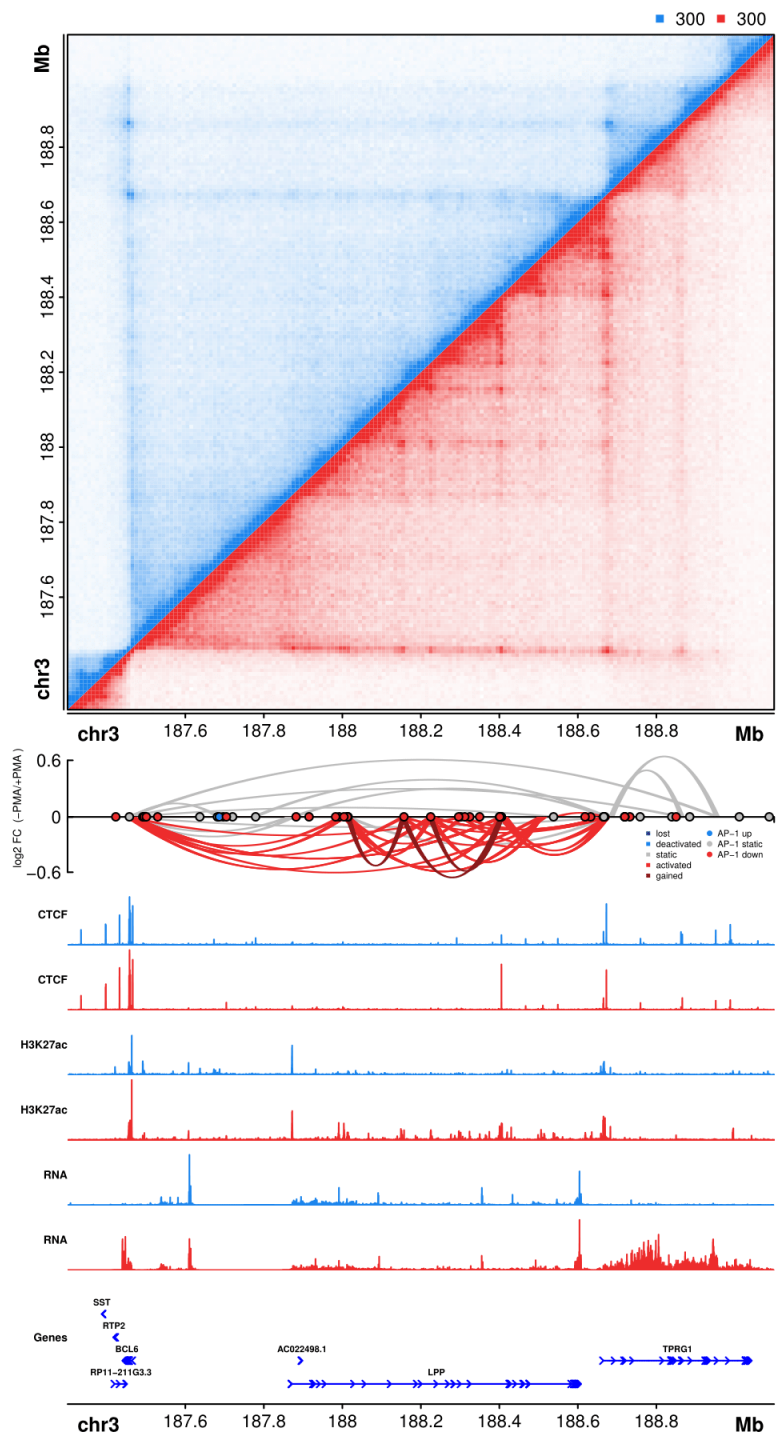 300 300
Mb
188.8
188.6
188.4
188.2
188
187.8
187.6
chr3
chr3 187.6 187.8 188 188.2 188.4 188.6 188.8 Mb
log2 FC (−PMA/+PMA)
0.6
0
−0.6
lost
deactivated
static
activated
gained
AP−1 up
AP−1 static
AP−1 down
CTCF
CTCF
H3K27ac
H3K27ac
RNA
RNA
Genes
SST
RTP2
BCL6
RP11−211G3.3
AC022498.1
LPP
TPRG1
chr3 187.6 187.8 188 188.2 188.4 188.6 188.8 Mb